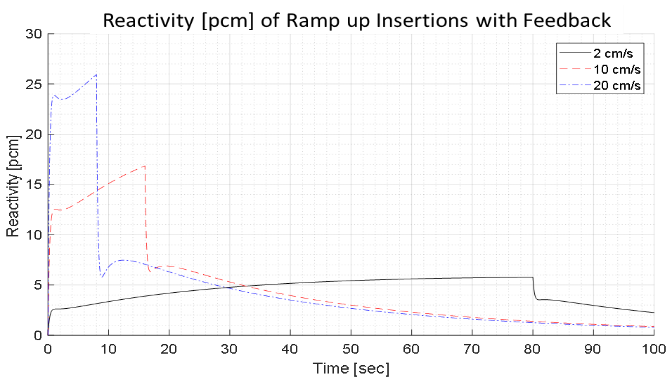 Reactivity [pcm] of Ramp up Insertions with Feedback
30
25
20
15
10
5
0
Reactivity [pcm]
2 cm/s
10 cm/s
20 cm/s
0 10 20 30 40 50 60 70 80 90 100
Time [sec]